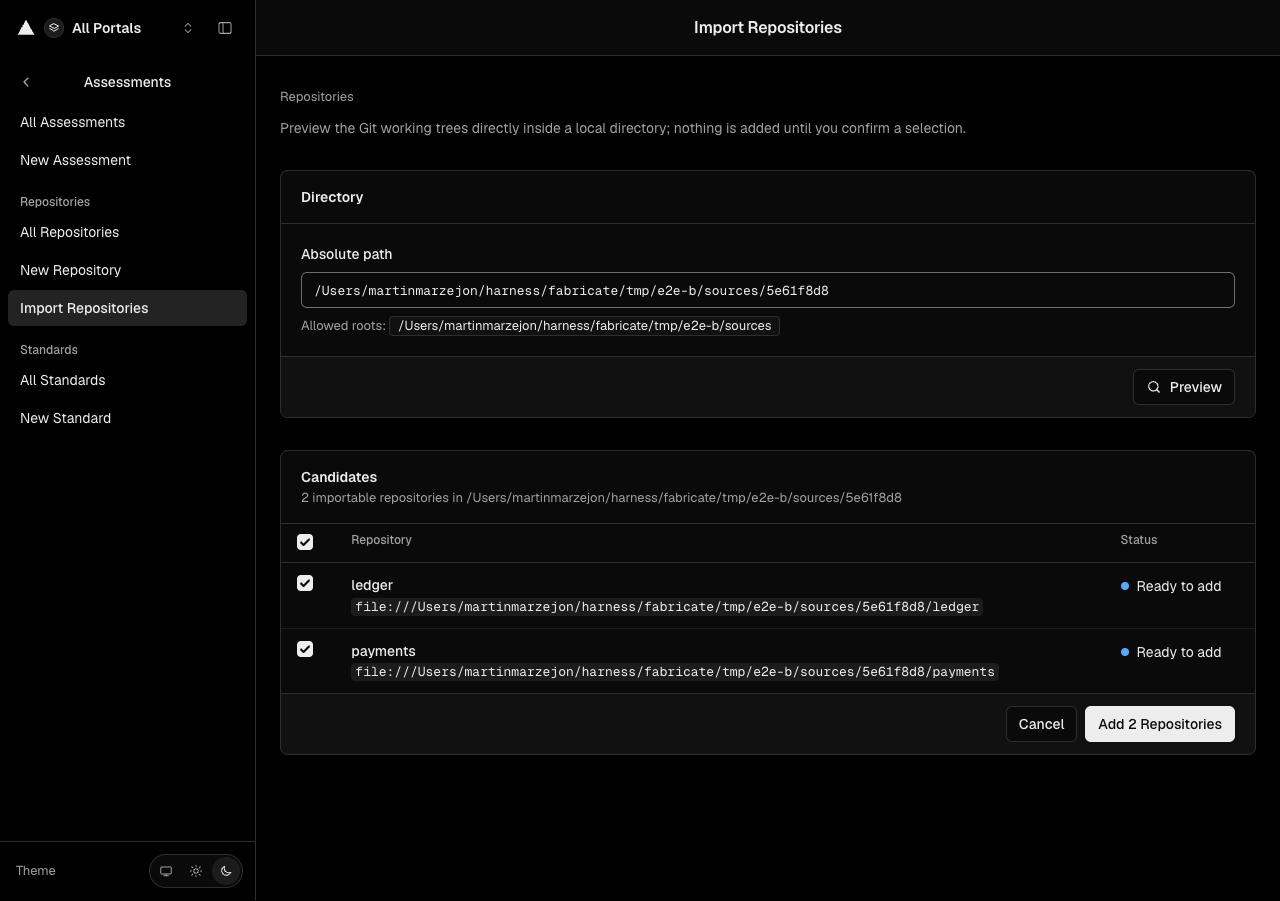 All Portals
Import Repositories
Assessments
All Assessments
New Assessment
Repositories
All Repositories
New Repository
Import Repositories
Standards
All Standards
New Standard
Theme
Repositories
Preview the Git working trees directly inside a local directory; nothing is added until you confirm a selection.
Directory
Absolute path
/Users/martinmarzejon/harness/fabricate/tmp/e2e-b/sources/5e61f8d8
Allowed roots: /Users/martinmarzejon/harness/fabricate/tmp/e2e-b/sources
Preview
Candidates
2 importable repositories in /Users/martinmarzejon/harness/fabricate/tmp/e2e-b/sources/5e61f8d8
Repository Status
ledger Ready to add
file:///Users/martinmarzejon/harness/fabricate/tmp/e2e-b/sources/5e61f8d8/ledger
payments Ready to add
file:///Users/martinmarzejon/harness/fabricate/tmp/e2e-b/sources/5e61f8d8/payments
Cancel Add 2 Repositories